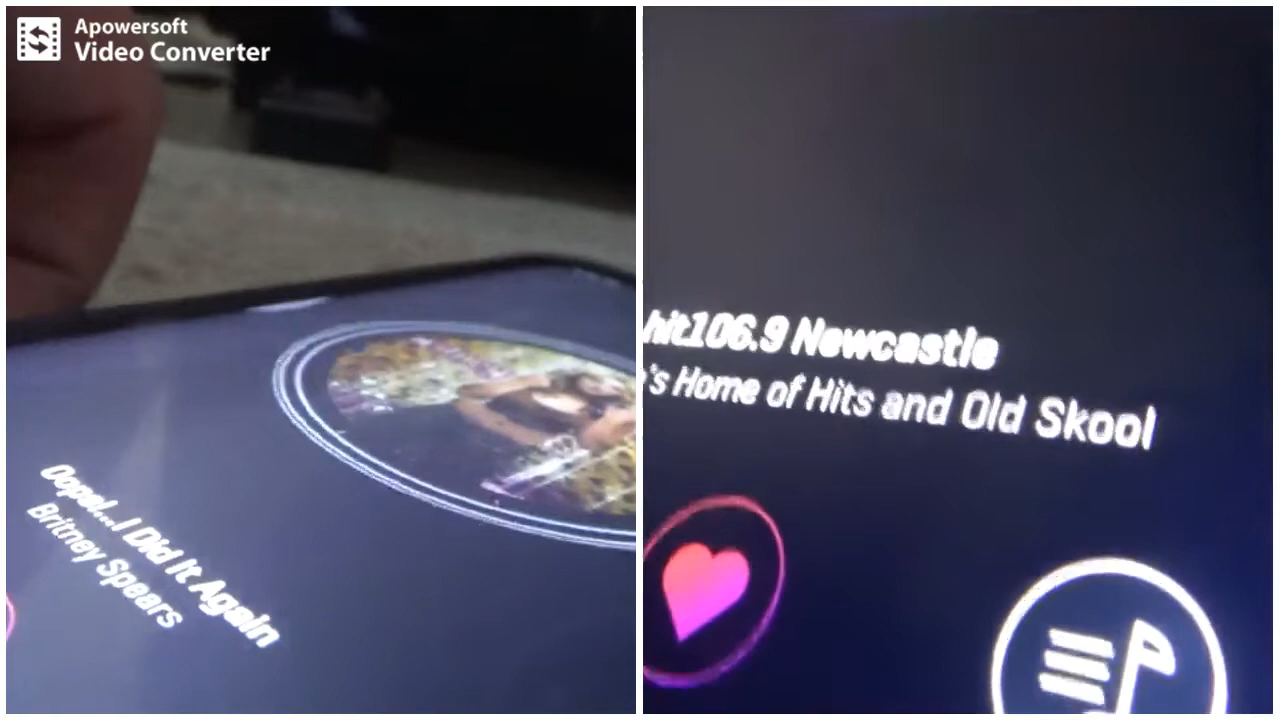 Apowersoft
Video Converter
Oops!...I Did It Again
Britney Spears
hit106.9 Newcastle
's Home of Hits and Old Skool